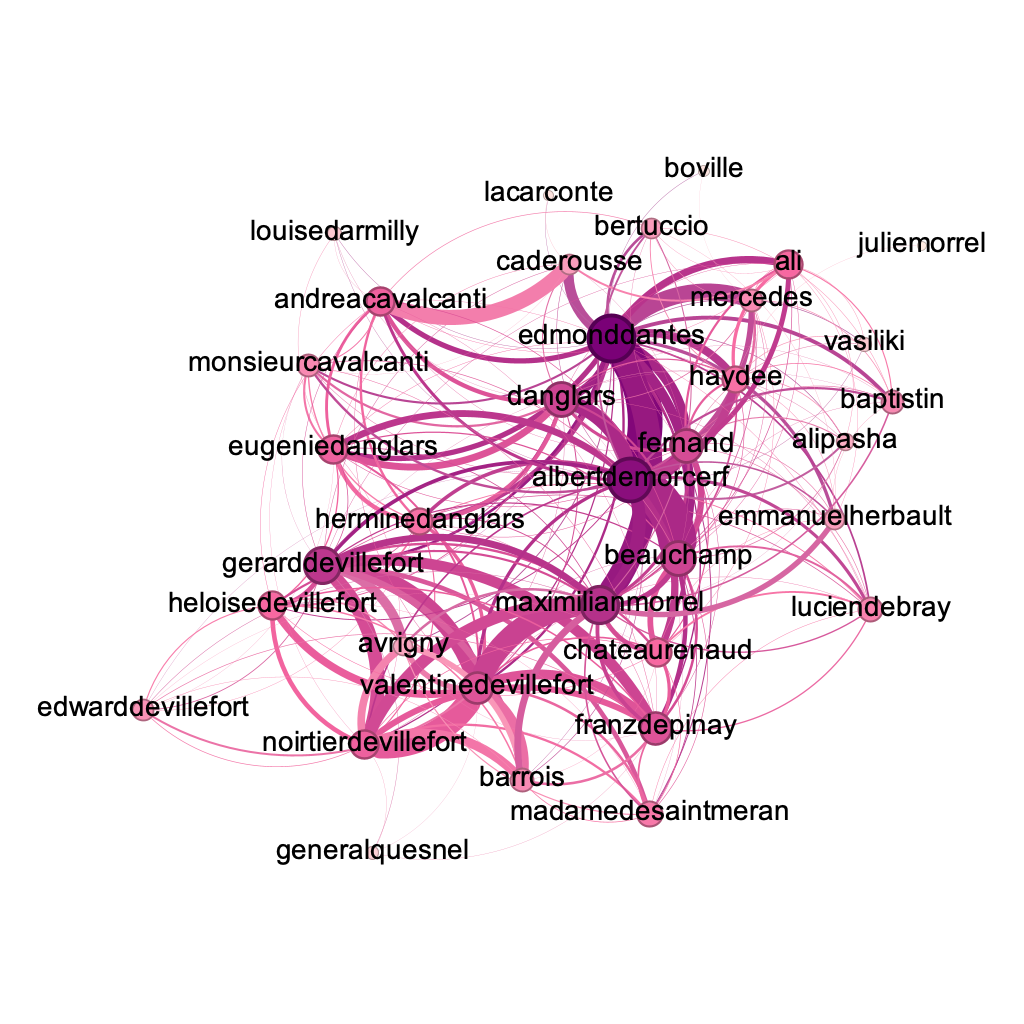 boville
lacarconte
bertuccio
louisedarmilly
juliemorrel
caderousse
ali
andreacavalcanti
mercedes
edmonddantes
vasiliki
monsieurcavalcanti
haydee
danglars
baptistin
alipasha
fernand
eugeniedanglars
albertdemorcerf
herminedanglars
emmanuelherbault
beauchamp
gerarddevillefort
heloisedevillefort
maximilianmorrel
luciendebray
avrigny
chateaurenaud
valentinedevillefort
edwarddevillefort
franzdepinay
noirtierdevillefort
barrois
madamedesaintmeran
generalquesnel